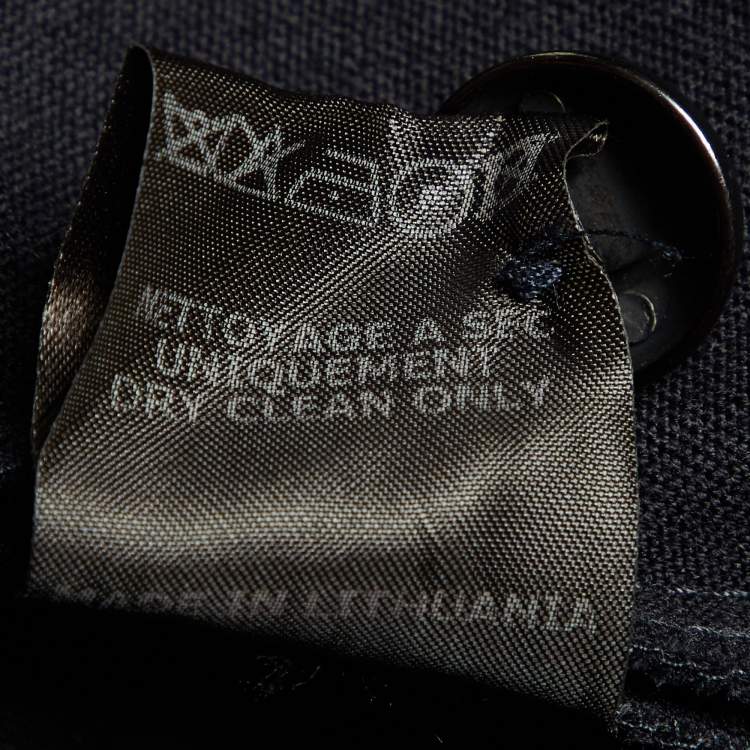 NETTOYAGE A SEC
UNIQUEMENT
DRY CLEAN ONLY
MADE IN LITHUANIA